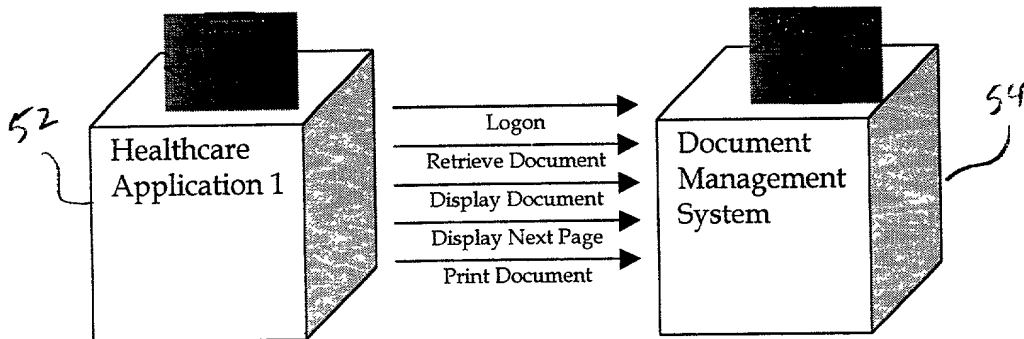 52
Healthcare
Application 1
Logon
Retrieve Document
Display Document
Display Next Page
Print Document
Document
Management
System
54